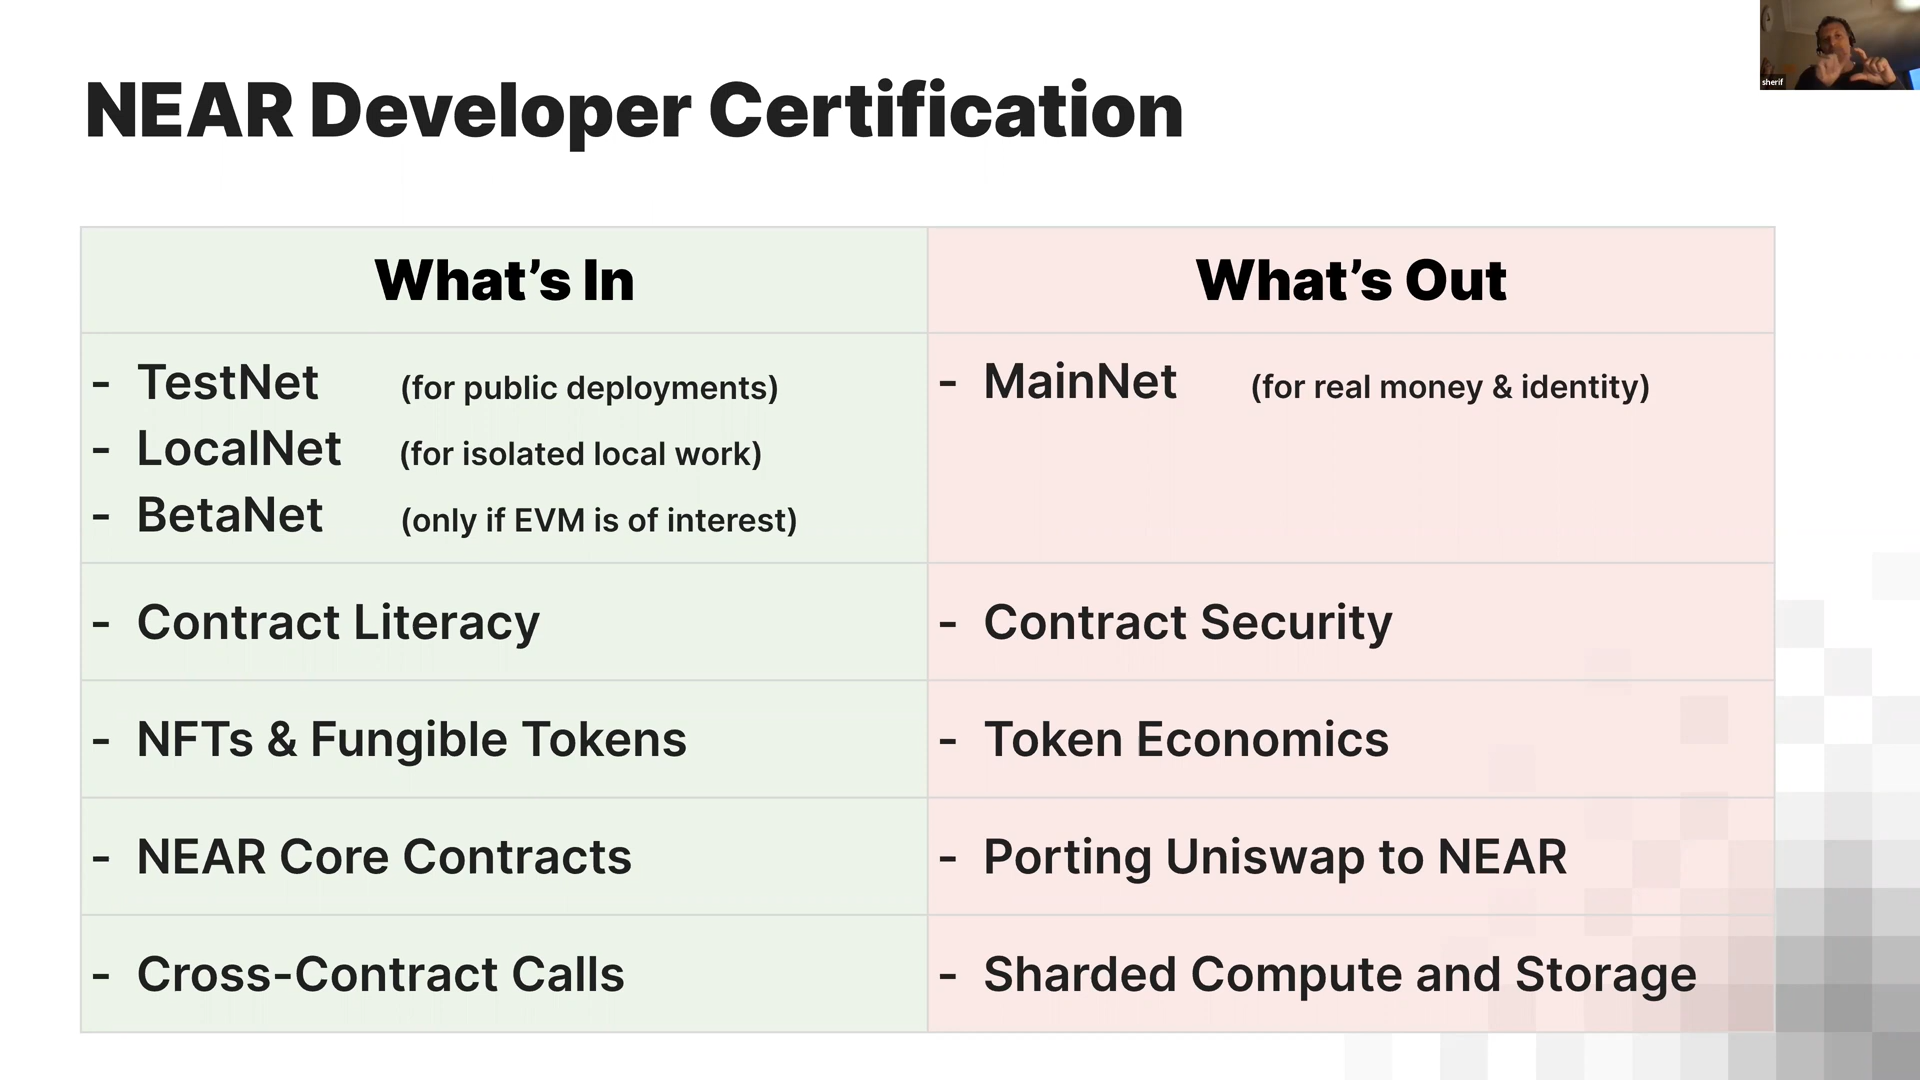 NEAR Developer Certification
sherif
What’s In
What’s Out
- TestNet (for public deployments)
- LocalNet (for isolated local work)
- BetaNet (only if EVM is of interest)
- MainNet (for real money & identity)
- Contract Literacy
- Contract Security
- NFTs & Fungible Tokens
- Token Economics
- NEAR Core Contracts
- Porting Uniswap to NEAR
- Cross-Contract Calls
- Sharded Compute and Storage